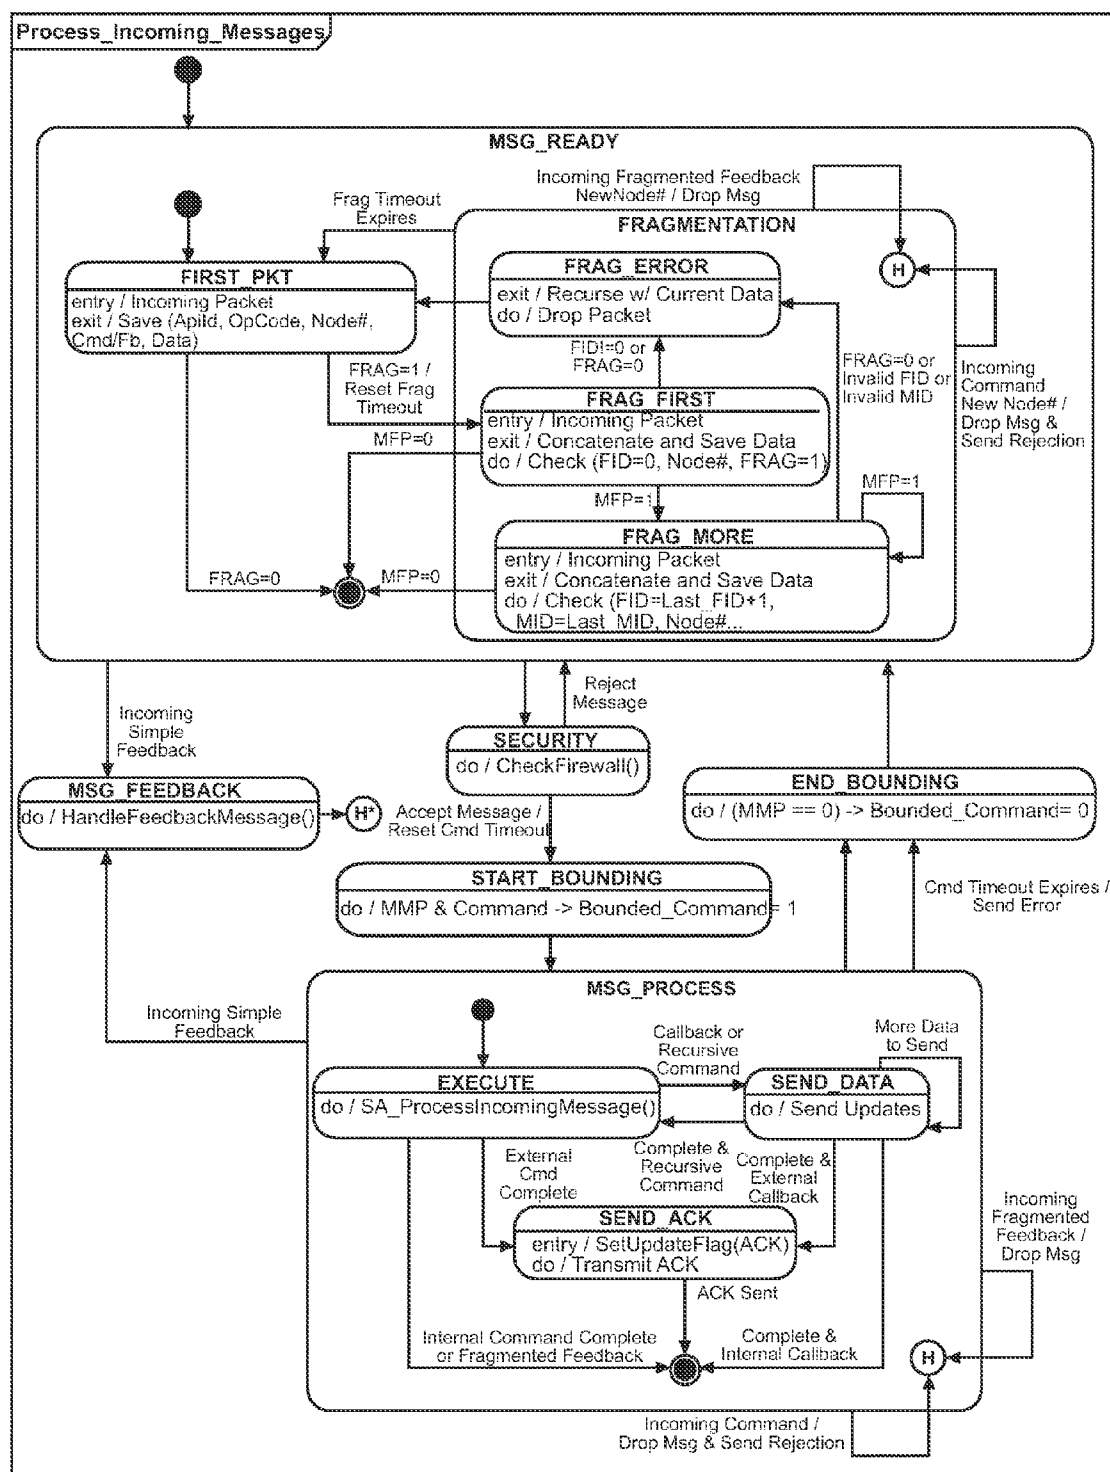 Process_Incoming_Messages
MSG_READY
Incoming Fragmented Feedback
NewNode# / Drop Msg
Frag Timeout
Expires
FRAGMENTATION
H
FIRST_PKT
entry / Incoming Packet
exit / Save (ApiId, OpCode, Node#,
Cmd/Fb, Data)
FRAG_ERROR
exit / Recurse w/ Current Data
do / Drop Packet
FID!=0 or
FRAG=0
FRAG=0 or
Invalid FID or
Invalid MID
Incoming
Command
New Node# /
Drop Msg &
Send Rejection
FRAG=1 /
Reset Frag
Timeout
MFP=0
FRAG_FIRST
entry / Incoming Packet
exit / Concatenate and Save Data
do / Check (FID=0, Node#, FRAG=1)
MFP=1
MFP=1
FRAG_MORE
entry / Incoming Packet
exit / Concatenate and Save Data
do / Check (FID=Last_FID+1,
MID=Last_MID, Node#...
FRAG=0
MFP=0
Incoming
Simple
Feedback
Reject
Message
SECURITY
do / CheckFirewall()
MSG_FEEDBACK
do / HandleFeedbackMessage()
H*
Accept Message /
Reset Cmd Timeout
END_BOUNDING
do / (MMP == 0) -> Bounded_Command= 0
START_BOUNDING
do / MMP & Command -> Bounded_Command= 1
Cmd Timeout Expires /
Send Error
MSG_PROCESS
Incoming Simple
Feedback
Callback or
Recursive
Command
More Data
to Send
EXECUTE
do / SA_ProcessIncomingMessage()
SEND_DATA
do / Send Updates
External
Cmd
Complete
Complete &
Recursive
Command
Complete &
External
Callback
SEND_ACK
entry / SetUpdateFlag(ACK)
do / Transmit ACK
Incoming
Fragmented
Feedback /
Drop Msg
ACK Sent
Internal Command Complete
or Fragmented Feedback
Complete &
Internal Callback
H
Incoming Command /
Drop Msg & Send Rejection